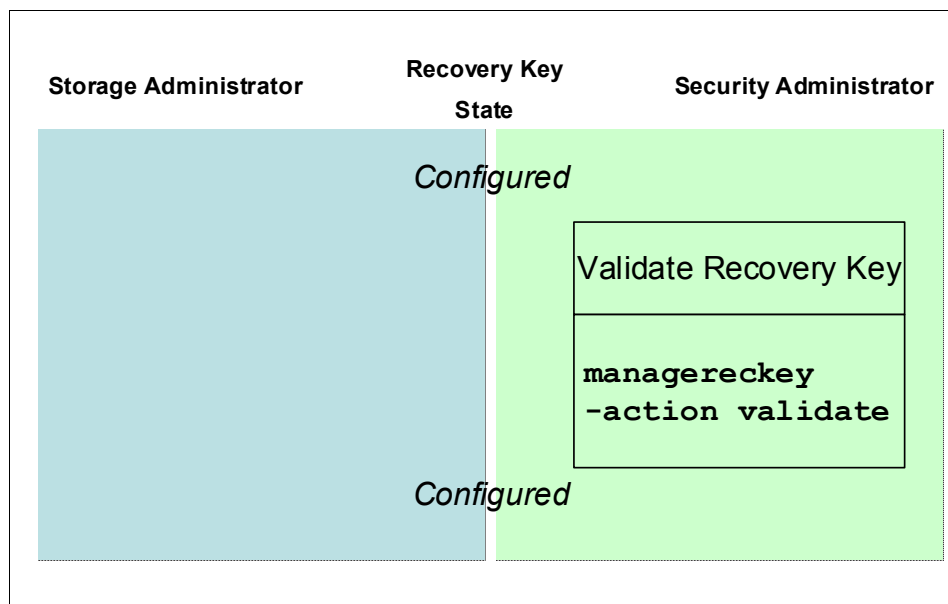 Storage Administrator
Recovery Key
State
Security Administrator
Configured
Validate Recovery Key
managereckey
-action validate
Configured